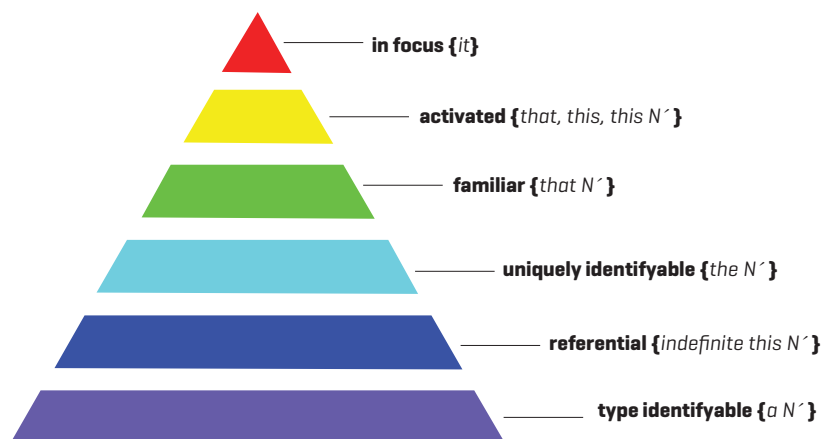 in focus {it}
activated {that, this, this N´}
familiar {that N´}
uniquely identifyable {the N´}
referential {indefinite this N´}
type identifyable {a N´}